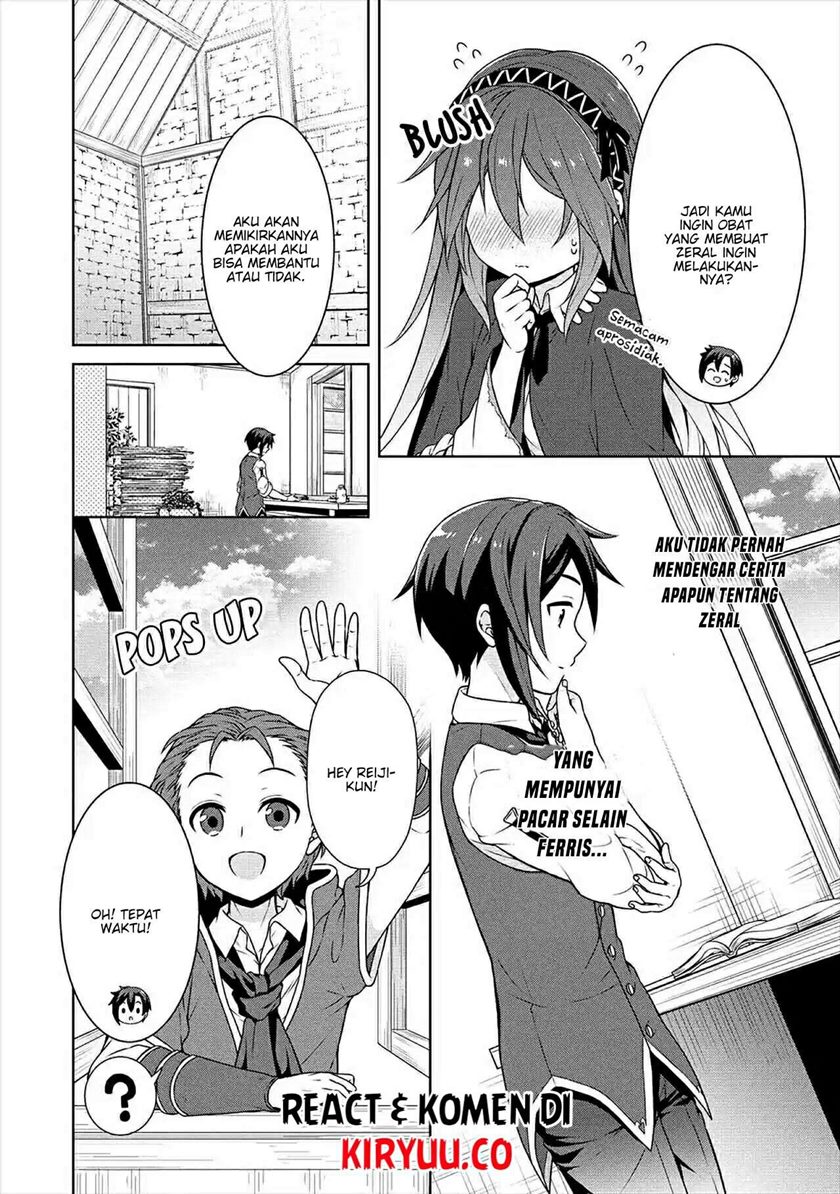 BLUSH
JADI KAMU
INGIN OBAT
YANG MEMBUAT
ZERAL INGIN
MELAKUKAN-
NYA?
Semacam
aprosidiak.
AKU AKAN
MEMIKIRKANNYA
APAKAH AKU
BISA MEMBANTU
ATAU TIDAK.
AKU TIDAK PERNAH
MENDENGAR CERITA
APAPUN TENTANG
ZERAL
YANG
MEMPUNYAI
PACAR SELAIN
FERRIS...
POPS UP
HEY REIJI-
KUN!
OH! TEPAT
WAKTU!
?
REACT & KOMEN DI
KIRYUU.CO